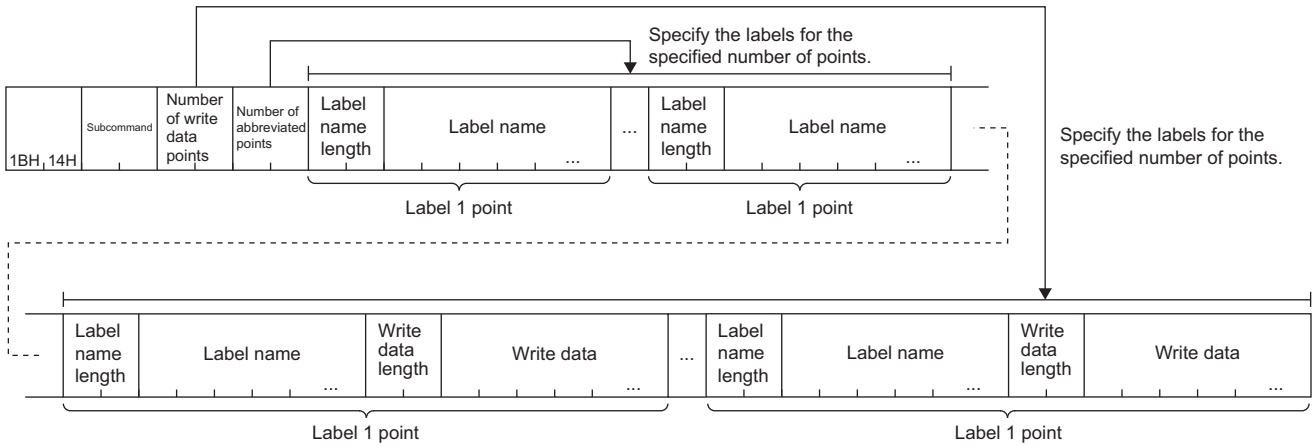 Specify the labels for the
specified number of points.
1BH 14H
Subcommand
Number
of write
data
points
Number of
abbreviated
points
Label
name
length
Label name
...
...
Label
name
length
Label name
...
Specify the labels for the
specified number of points.
Label 1 point
Label 1 point
Label
name
length
Label name
...
Write
data
length
Write data
...
...
Label
name
length
Label name
...
Write
data
length
Write data
...
Label 1 point
Label 1 point